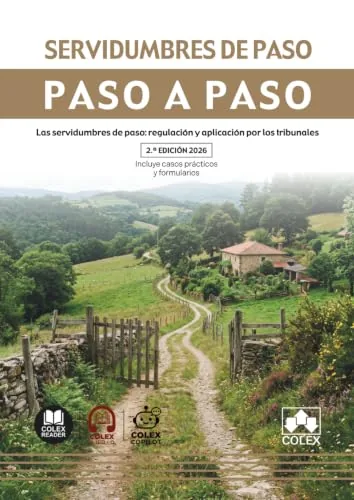 SERVIDUMBRES DE PASO
PASO A PASO
Las servidumbres de paso: regulación y aplicación por los tribunales
2.ª EDICIÓN 2026
Incluye casos prácticos
y formularios
COLEX
READER
COLEX
COLEX
COPILOT
COLEX